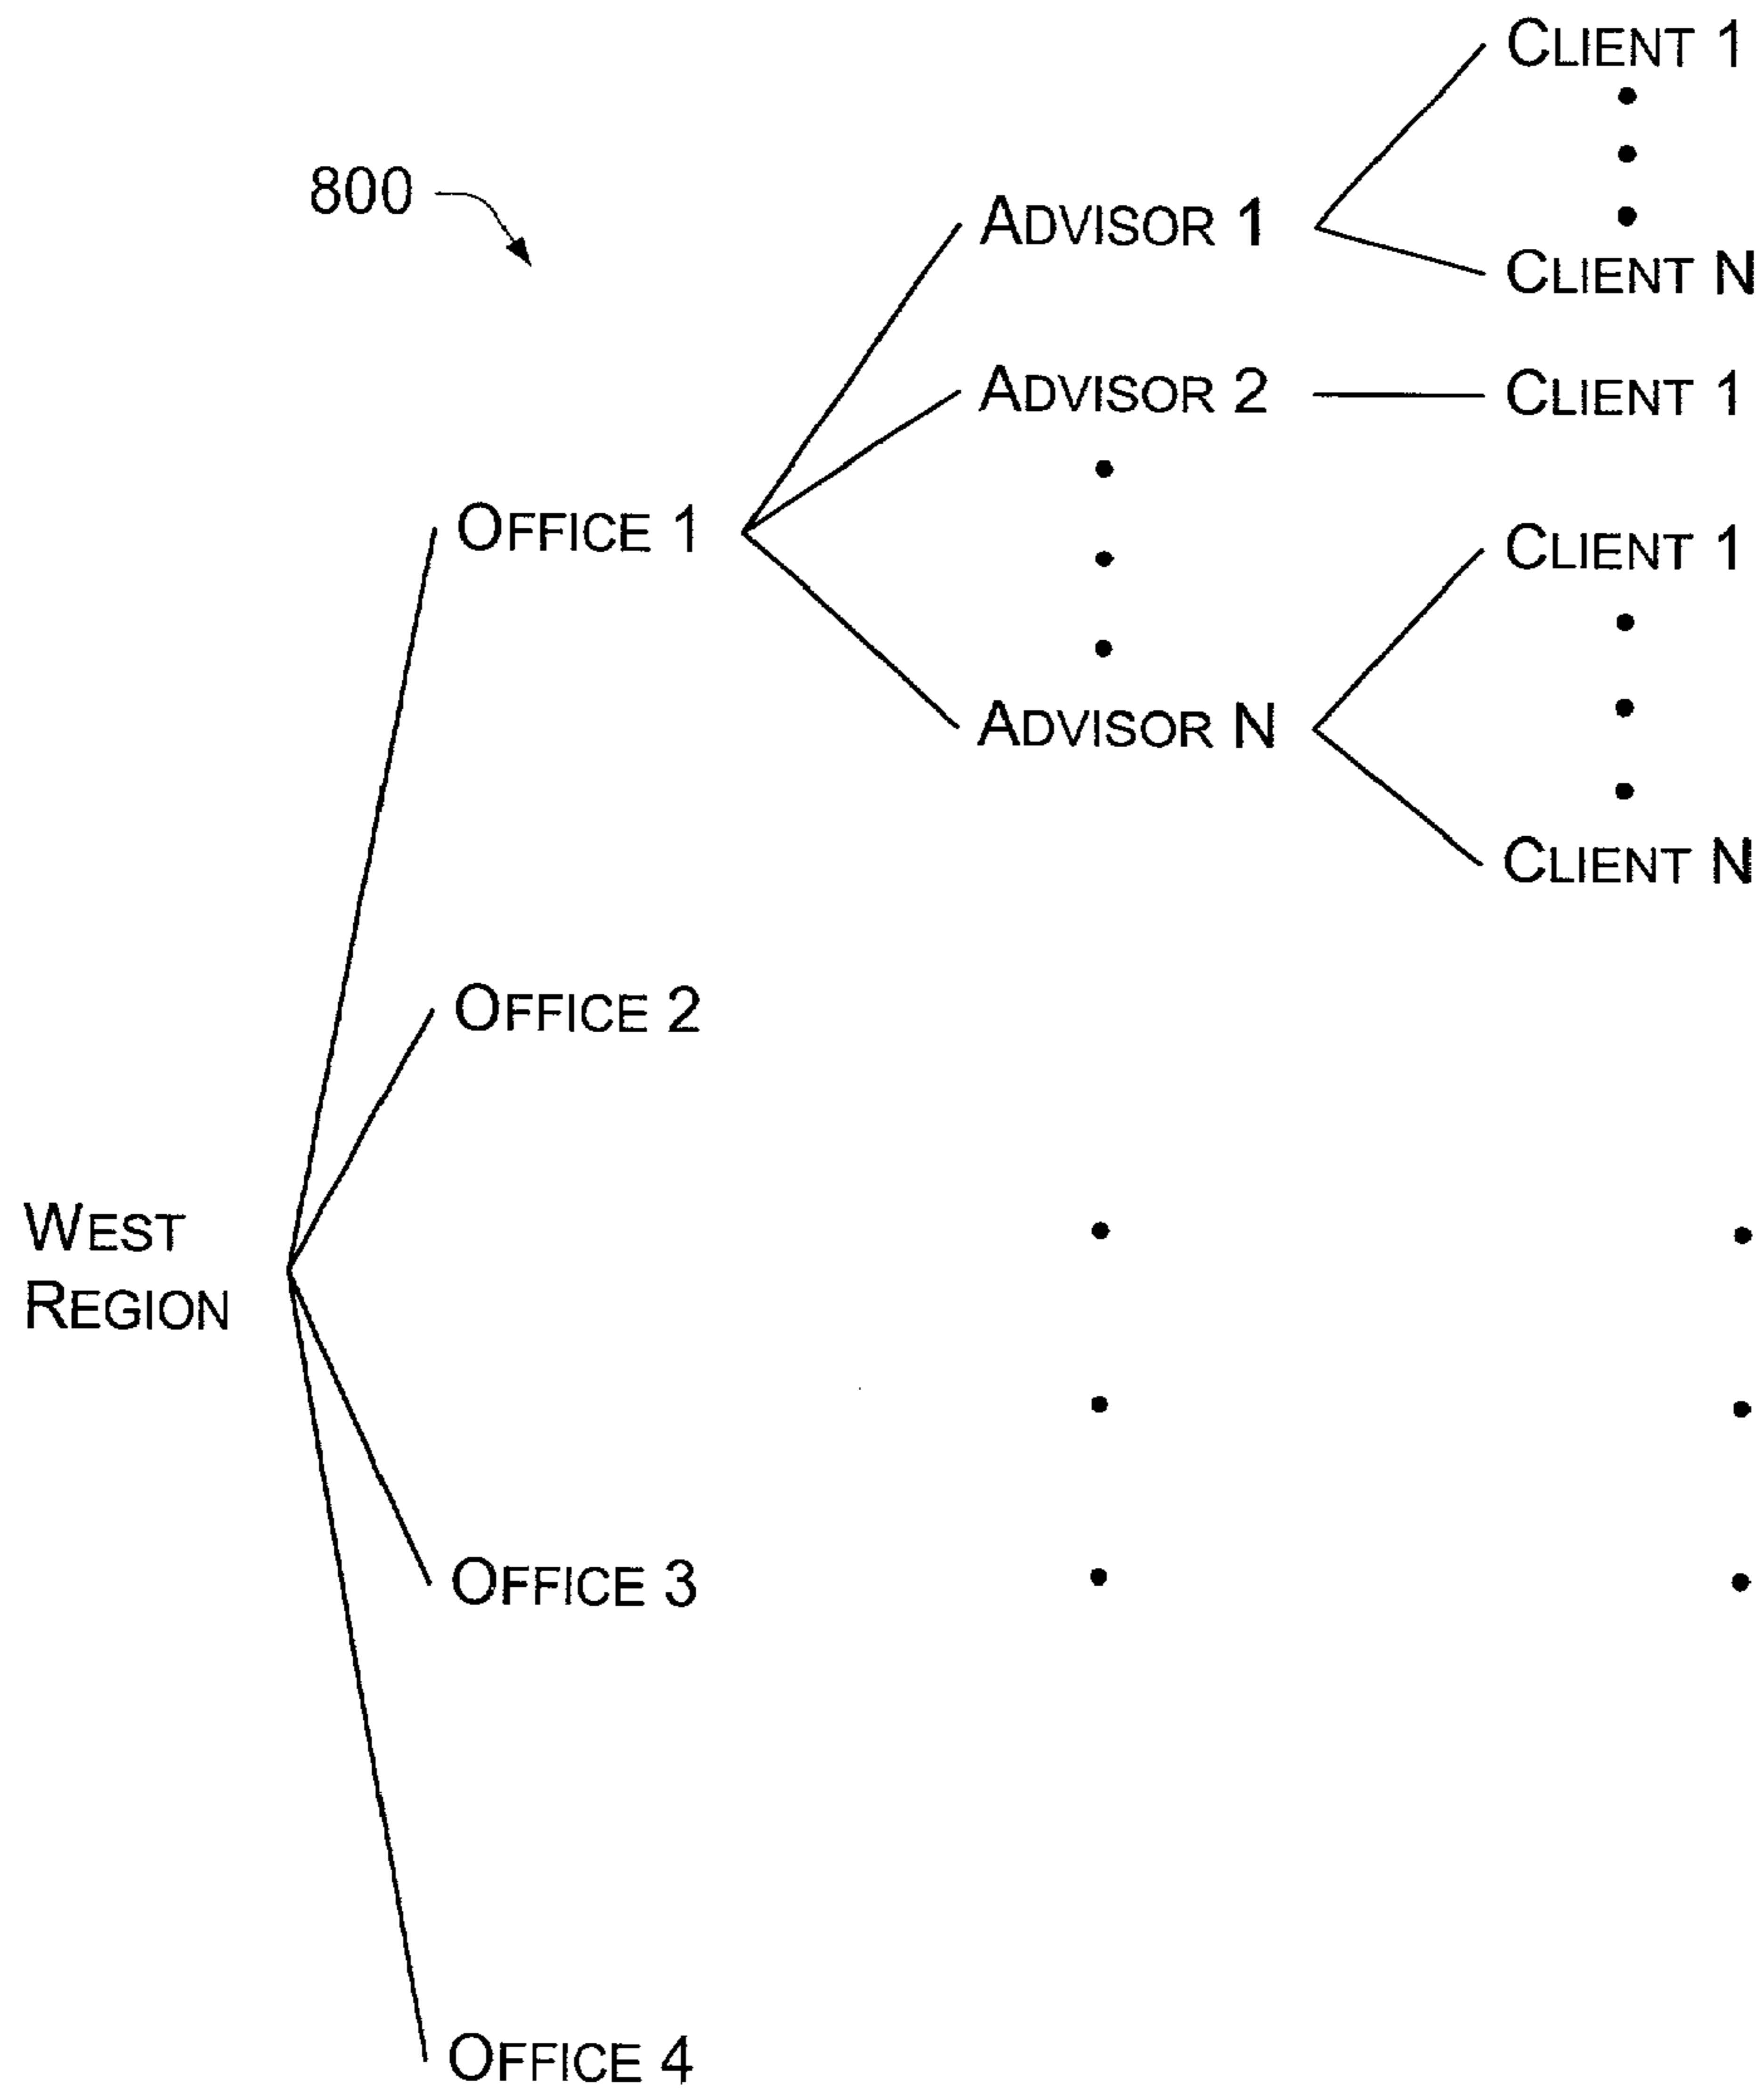 CLIENT 1
800
ADVISOR 1
CLIENT N
ADVISOR 2
CLIENT 1
OFFICE 1
CLIENT 1
ADVISOR N
CLIENT N
OFFICE 2
WEST
REGION
OFFICE 3
OFFICE 4